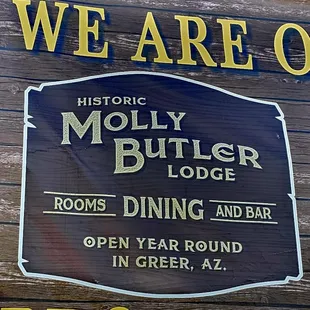 WE ARE
HISTORIC
MOLLY
BUTLER
LODGE
ROOMS DINING AND BAR
OPEN YEAR ROUND
IN GREER, AZ.